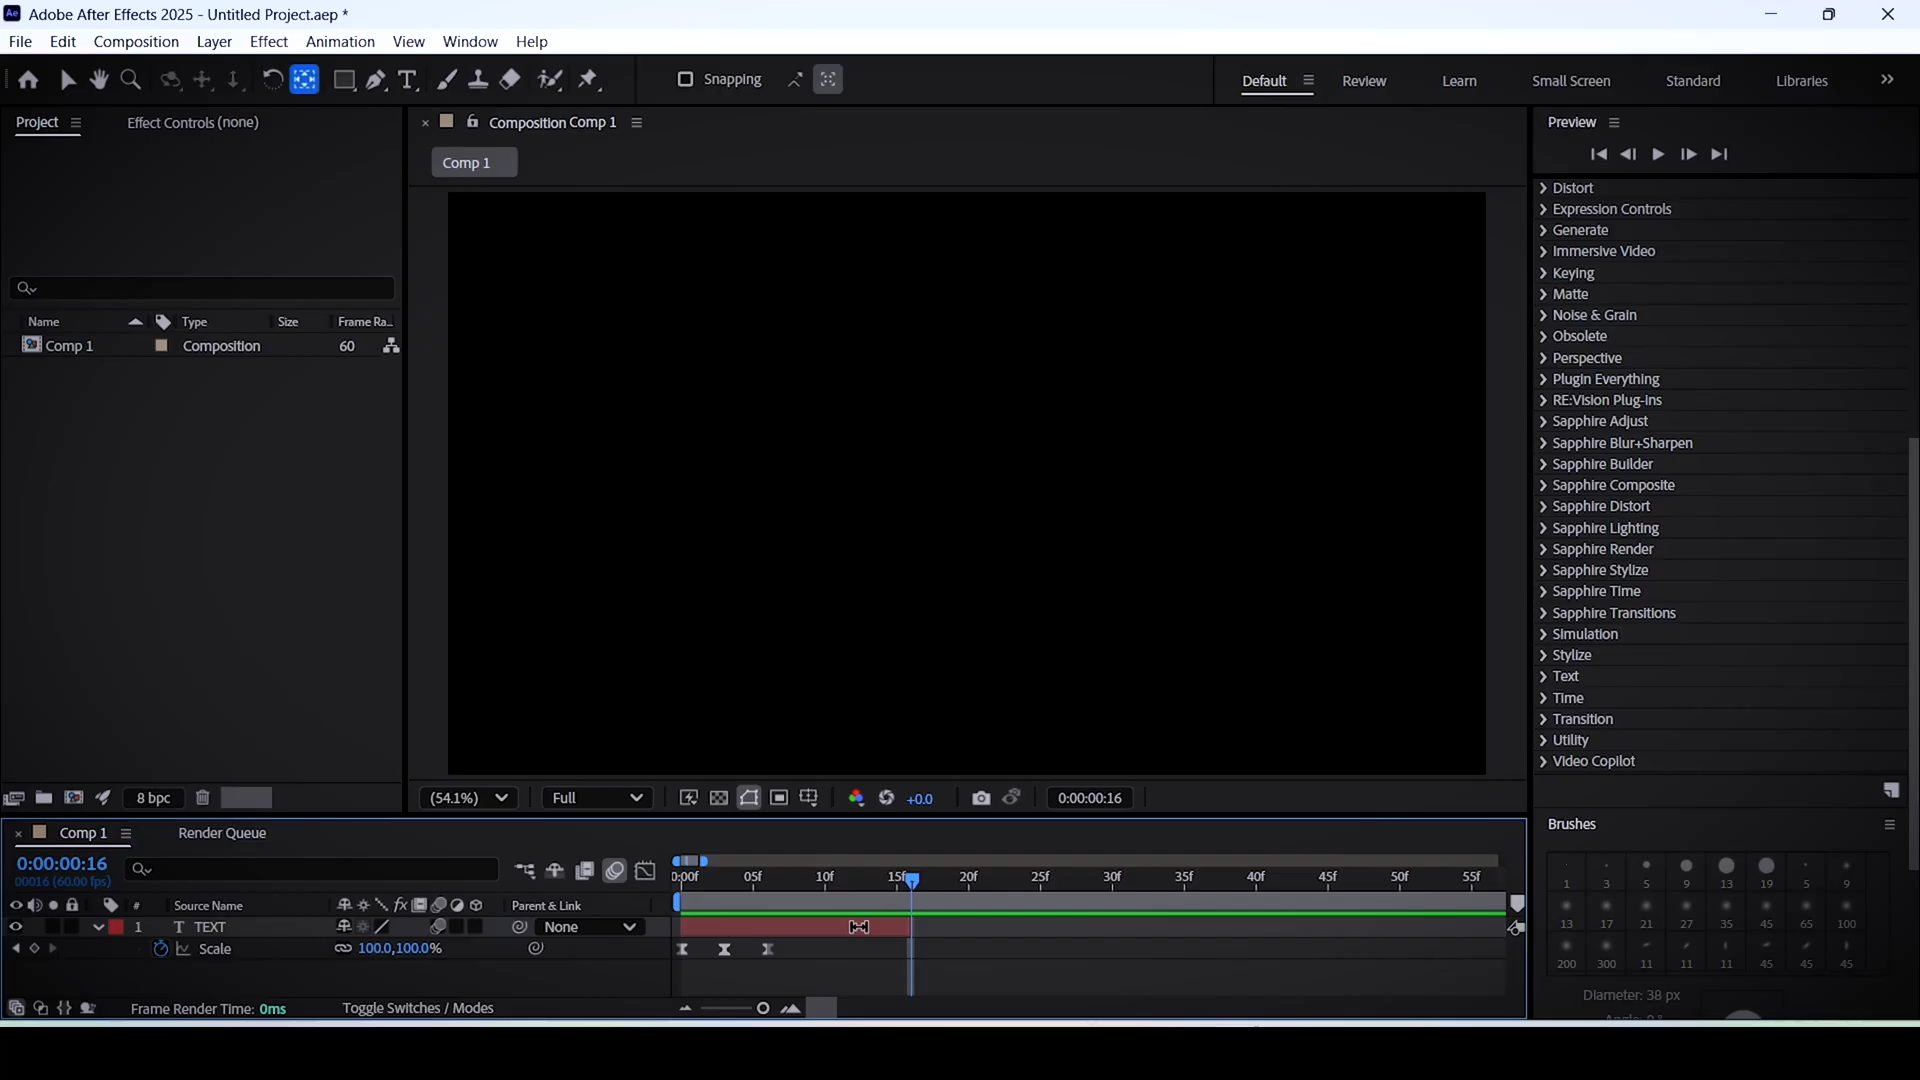 Adobe After Effects 2025 - Untitled Project.aep *
File Edit Composition Layer Effect Animation View Window Help
Snapping
Default Review Learn Small Screen Standard Libraries
Project Effect Controls (none)
Name Type Size Frame Ra...
Comp 1 Composition 60
8 bpc
Composition Comp 1
Comp 1
(54.1%) Full +0.0 0:00:00:16
Preview
Distort
Expression Controls
Generate
Immersive Video
Keying
Matte
Noise & Grain
Obsolete
Perspective
Plugin Everything
RE:Vision Plug-ins
Sapphire Adjust
Sapphire Blur+Sharpen
Sapphire Builder
Sapphire Composite
Sapphire Distort
Sapphire Lighting
Sapphire Render
Sapphire Stylize
Sapphire Time
Sapphire Transitions
Simulation
Stylize
Text
Time
Transition
Utility
Video Copilot
Brushes
1 3 5 9 13 19 5 9
13 17 21 27 35 45 65 100
200 300 11 11 11 45 45 45
Diameter: 38 px
Comp 1 Render Queue
0:00:00:16
00016 (60.00 fps)
0:00f 05f 10f 15f 20f 25f 30f 35f 40f 45f 50f 55f
# Source Name fx Parent & Link
1 T TEXT None
Scale 100.0,100.0%
Frame Render Time: 0ms Toggle Switches / Modes